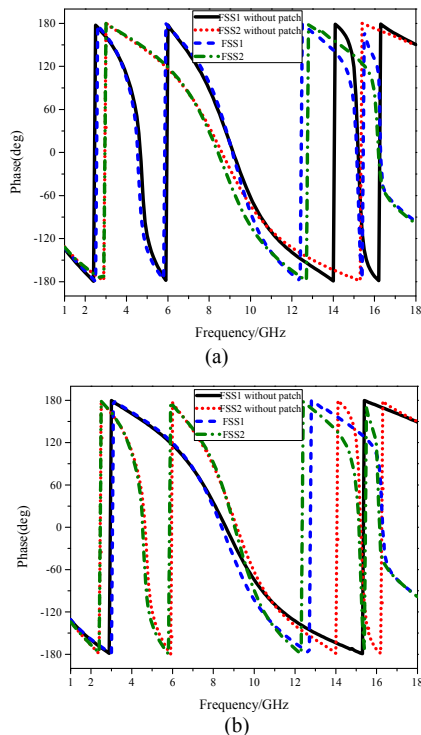 FSS1 without patch
FSS2 without patch
FSS1
FSS2
Phase(deg)
180
120
60
0
-60
-120
-180
1 2 4 6 8 10 12 14 16 18
Frequency/GHz
(a)
FSS1 without patch
FSS2 without patch
FSS1
FSS2
Phase(deg)
180
120
60
0
-60
-120
-180
1 2 4 6 8 10 12 14 16 18
Frequency/GHz
(b)